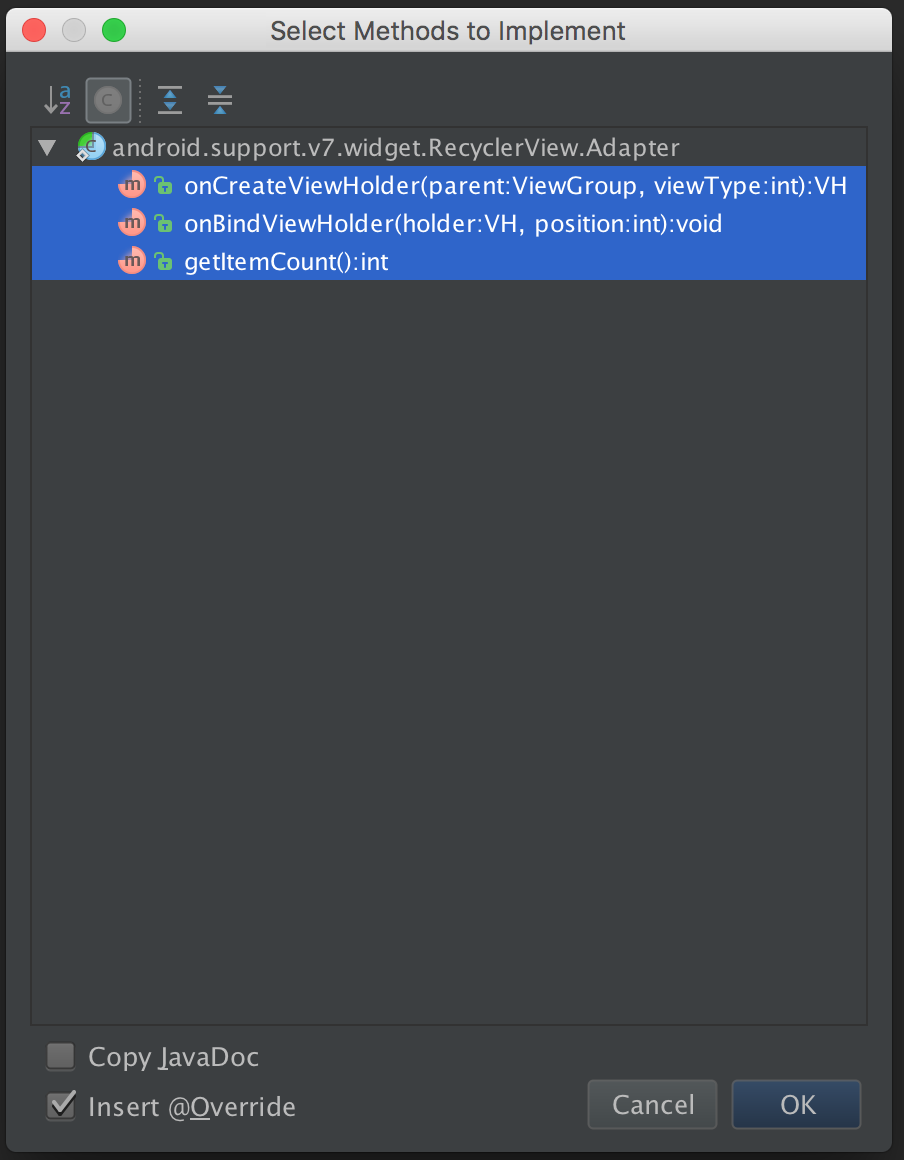 Select Methods to Implement
a
z
C
C android.support.v7.widget.RecyclerView.Adapter
m onCreateViewHolder(parent:ViewGroup, viewType:int):VH
m onBindViewHolder(holder:VH, position:int):void
m getItemCount():int
Copy JavaDoc
Insert @Override
Cancel OK